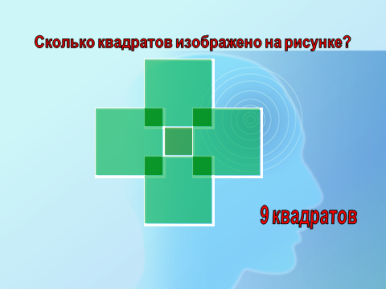 Сколько квадратов изображено на рисунке?
9 квадратов